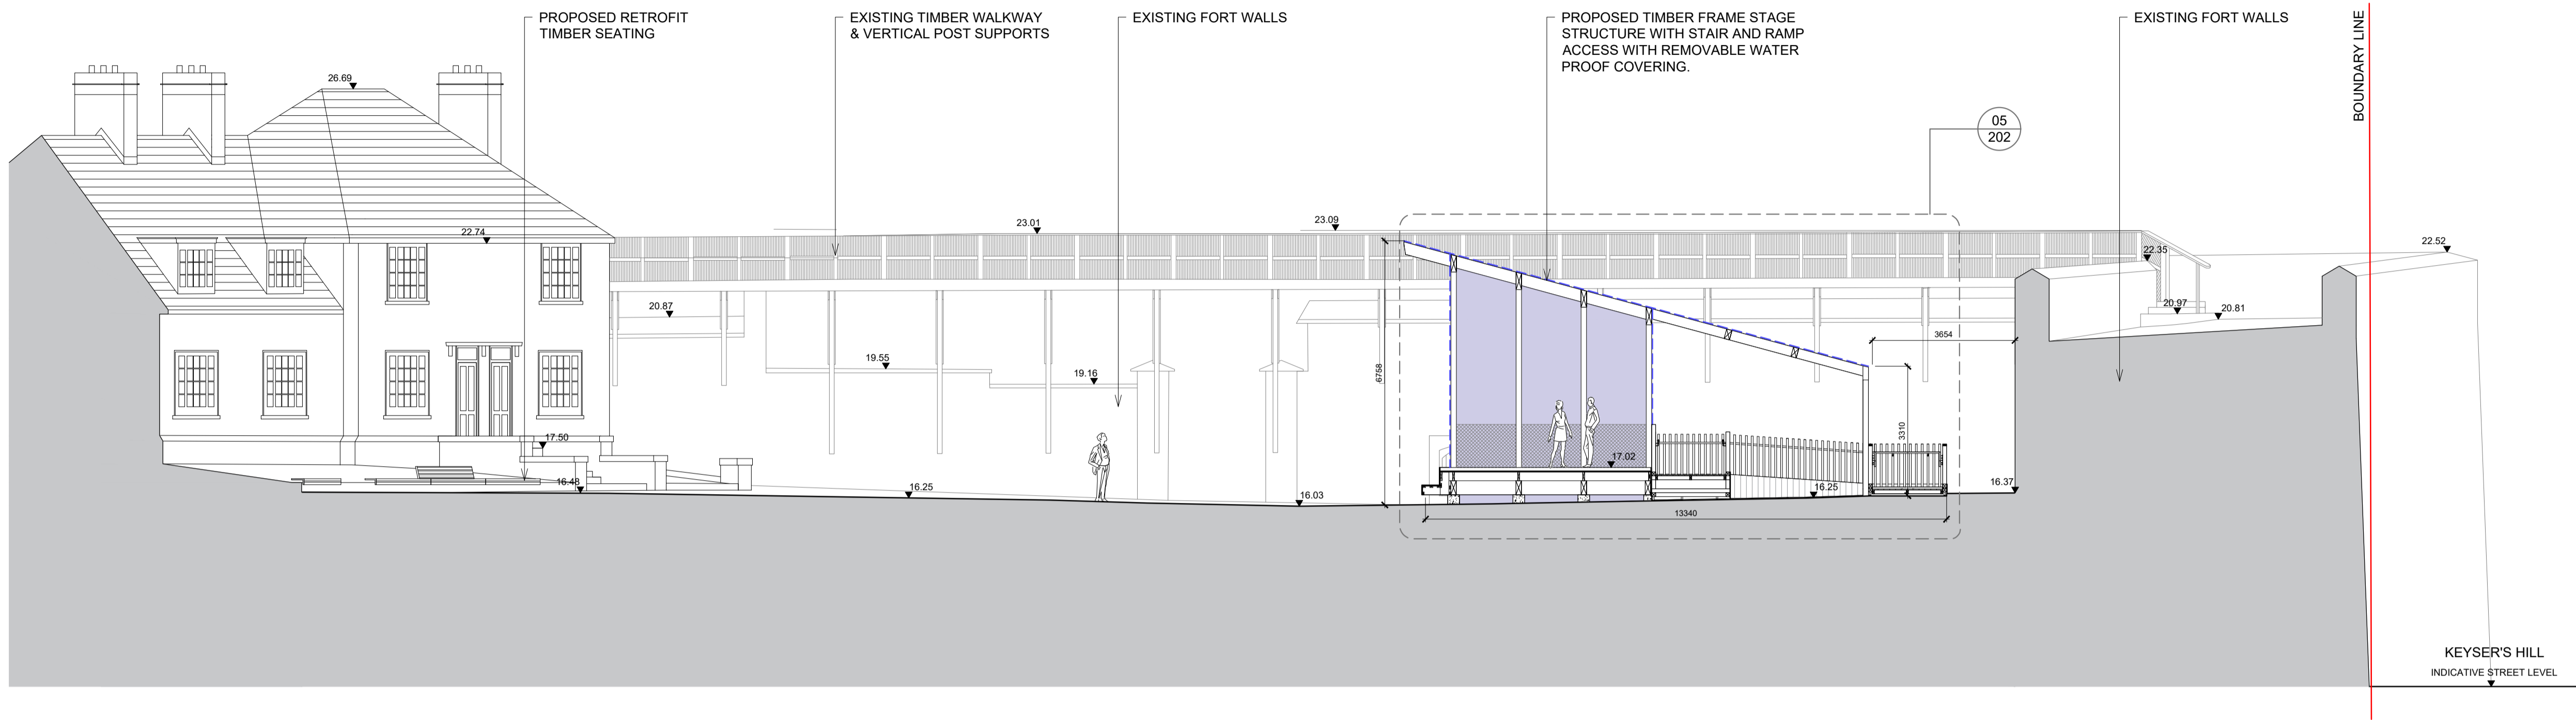 PROPOSED RETROFIT
TIMBER SEATING
EXISTING TIMBER WALKWAY
& VERTICAL POST SUPPORTS
EXISTING FORT WALLS
PROPOSED TIMBER FRAME STAGE
STRUCTURE WITH STAIR AND RAMP
ACCESS WITH REMOVABLE WATER
PROOF COVERING.
EXISTING FORT WALLS
BOUNDARY LINE
26.69
05
202
22.74
23.01
23.09
22.35
22.52
20.87
20.97
20.81
19.55
19.16
3654
6758
3310
17.50
17.02
16.48
16.25
16.03
16.25
16.37
13340
KEYSER'S HILL
INDICATIVE STREET LEVEL